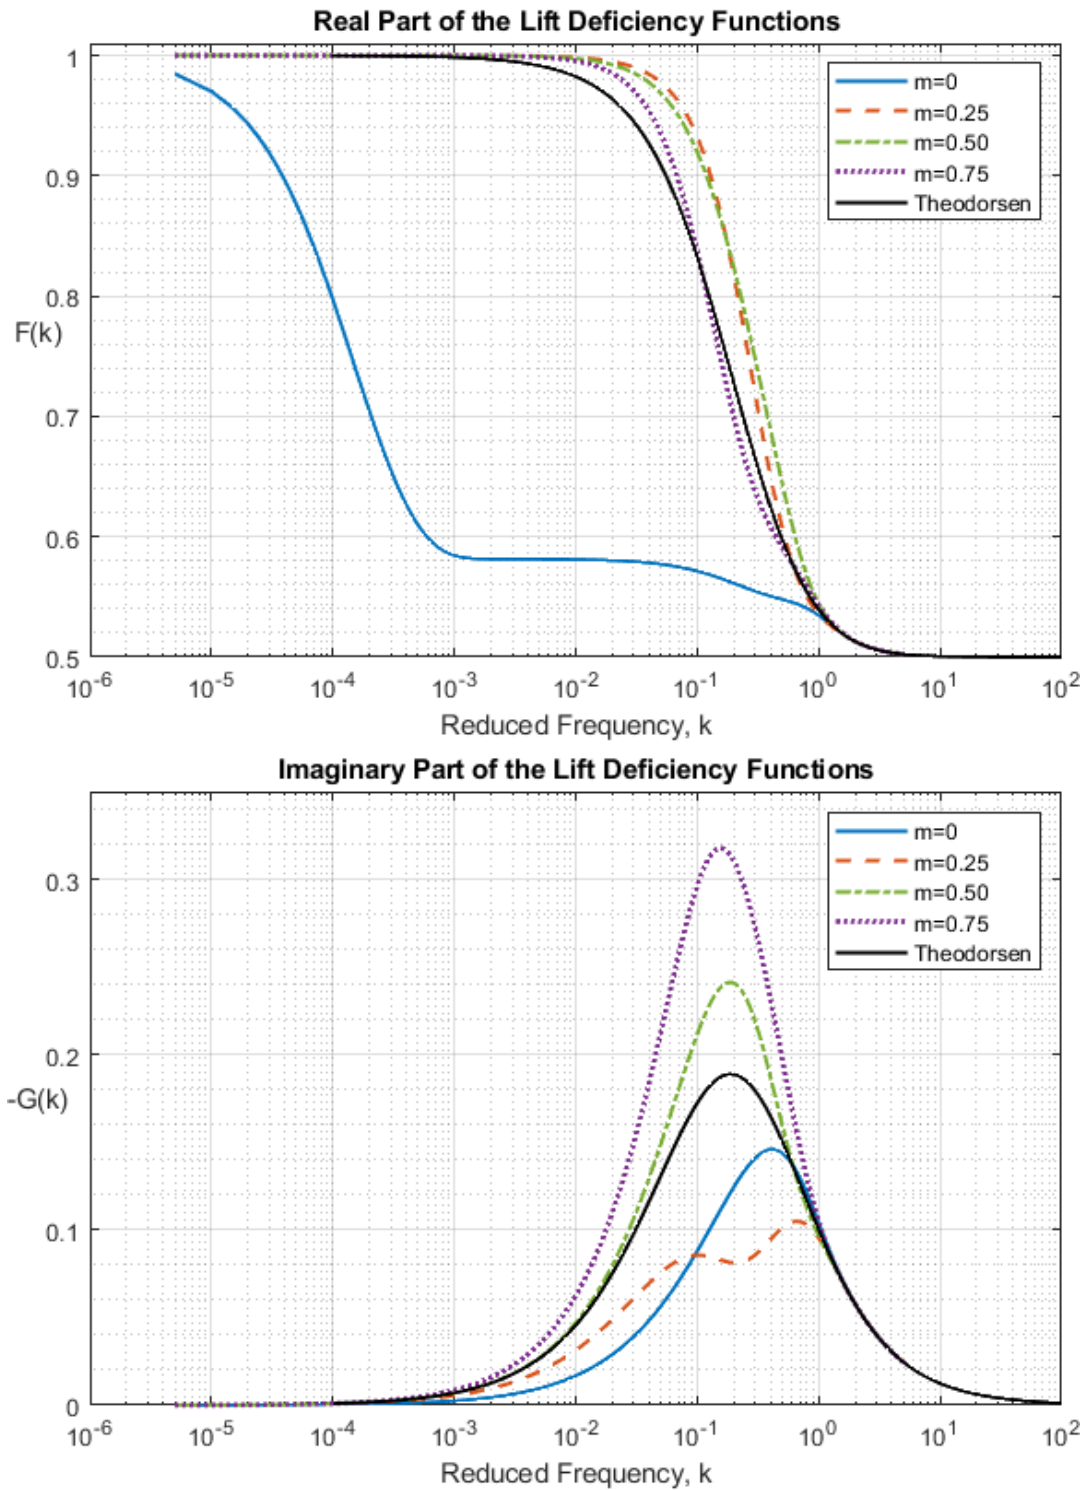 Real Part of the Lift Deficiency Functions
1
0.9
0.8
0.7
0.6
0.5
F(k)
m=0
m=0.25
m=0.50
m=0.75
Theodorsen
10^-6 10^-5 10^-4 10^-3 10^-2 10^-1 10^0 10^1 10^2
Reduced Frequency, k
Imaginary Part of the Lift Deficiency Functions
0.3
0.2
0.1
0
-G(k)
m=0
m=0.25
m=0.50
m=0.75
Theodorsen
10^-6 10^-5 10^-4 10^-3 10^-2 10^-1 10^0 10^1 10^2
Reduced Frequency, k